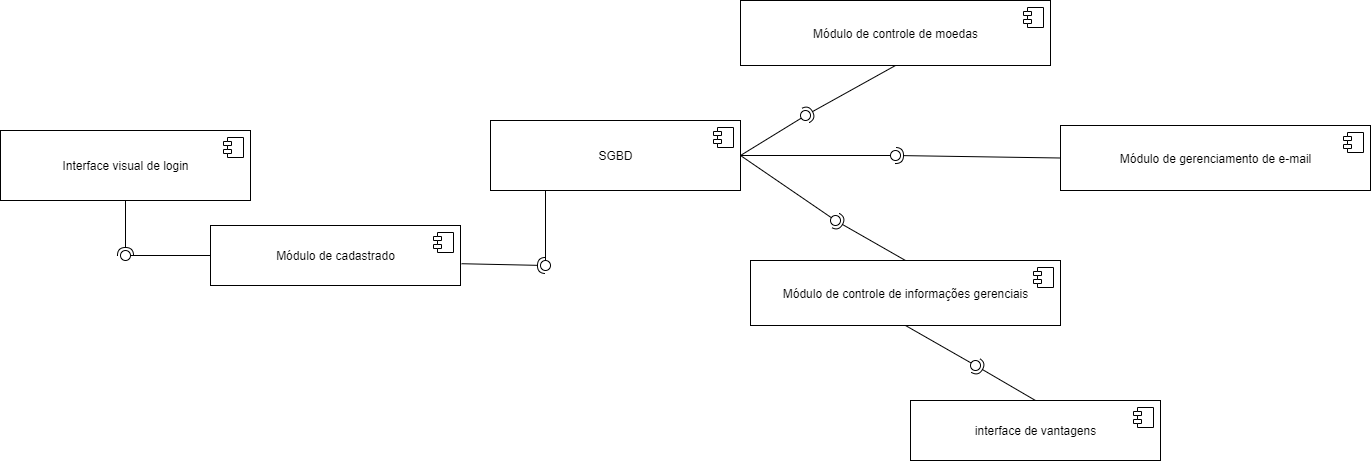 Módulo de controle de moedas
Interface visual de login
SGBD
Módulo de gerenciamento de e-mail
Módulo de cadastrado
Módulo de controle de informações gerenciais
interface de vantagens